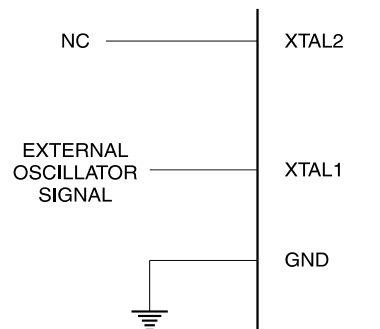 NC
XTAL2
EXTERNAL
OSCILLATOR
SIGNAL
XTAL1
GND